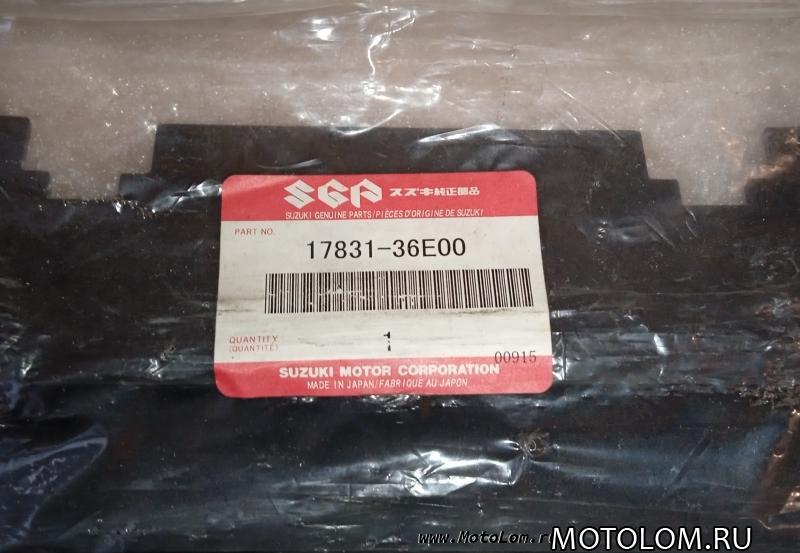 SGP スズキ純正部品
SUZUKI GENUINE PARTS/PIÈCES D'ORIGINE DE SUZUKI
PART NO.
17831-36E00
QUANTITY
(QUANTITÉ)
1
00915
SUZUKI MOTOR CORPORATION
MADE IN JAPAN/FABRIQUE AU JAPON
www.MotoLom.ru
MOTOLOM.RU